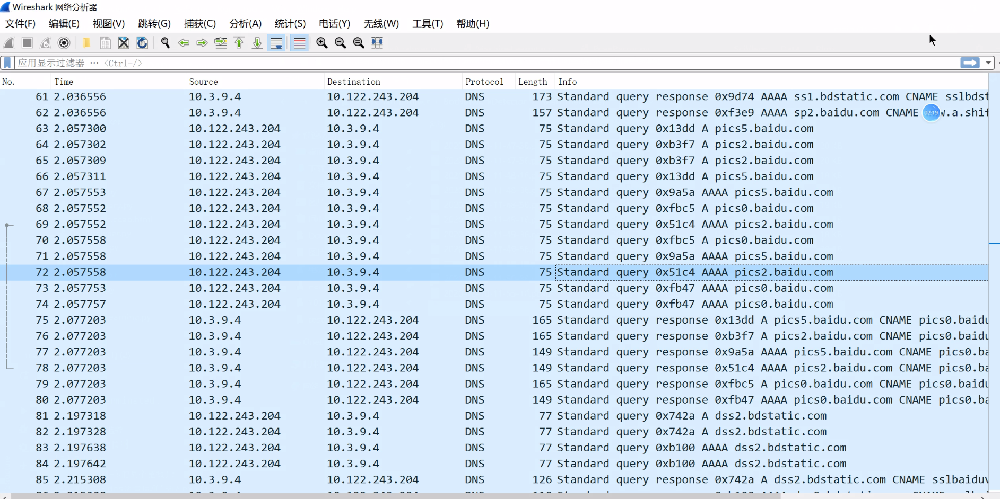 Wireshark 网络分析器
文件(F) 编辑(E) 视图(V) 跳转(G) 捕获(C) 分析(A) 统计(S) 电话(Y) 无线(W) 工具(T) 帮助(H)
应用显示过滤器 … <Ctrl-/>
No. Time Source Destination Protocol Length Info
61 2.036556 10.3.9.4 10.122.243.204 DNS 173 Standard query response 0x9d74 AAAA ss1.bdstatic.com CNAME sslbdst
62 2.036556 10.3.9.4 10.122.243.204 DNS 157 Standard query response 0xf3e9 AAAA sp2.baidu.com CNAME 02:19 w.a.shif
63 2.057300 10.122.243.204 10.3.9.4 DNS 75 Standard query 0x13dd A pics5.baidu.com
64 2.057302 10.122.243.204 10.3.9.4 DNS 75 Standard query 0xb3f7 A pics2.baidu.com
65 2.057309 10.122.243.204 10.3.9.4 DNS 75 Standard query 0xb3f7 A pics2.baidu.com
66 2.057311 10.122.243.204 10.3.9.4 DNS 75 Standard query 0x13dd A pics5.baidu.com
67 2.057553 10.122.243.204 10.3.9.4 DNS 75 Standard query 0x9a5a AAAA pics5.baidu.com
68 2.057552 10.122.243.204 10.3.9.4 DNS 75 Standard query 0xfbc5 A pics0.baidu.com
69 2.057552 10.122.243.204 10.3.9.4 DNS 75 Standard query 0x51c4 AAAA pics2.baidu.com
70 2.057558 10.122.243.204 10.3.9.4 DNS 75 Standard query 0xfbc5 A pics0.baidu.com
71 2.057558 10.122.243.204 10.3.9.4 DNS 75 Standard query 0x9a5a AAAA pics5.baidu.com
72 2.057558 10.122.243.204 10.3.9.4 DNS 75 Standard query 0x51c4 AAAA pics2.baidu.com
73 2.057753 10.122.243.204 10.3.9.4 DNS 75 Standard query 0xfb47 AAAA pics0.baidu.com
74 2.057757 10.122.243.204 10.3.9.4 DNS 75 Standard query 0xfb47 AAAA pics0.baidu.com
75 2.077203 10.3.9.4 10.122.243.204 DNS 165 Standard query response 0x13dd A pics5.baidu.com CNAME pics0.baidu
76 2.077203 10.3.9.4 10.122.243.204 DNS 165 Standard query response 0xb3f7 A pics2.baidu.com CNAME pics0.baidu
77 2.077203 10.3.9.4 10.122.243.204 DNS 149 Standard query response 0x9a5a AAAA pics5.baidu.com CNAME pics0.ba
78 2.077203 10.3.9.4 10.122.243.204 DNS 149 Standard query response 0x51c4 AAAA pics2.baidu.com CNAME pics0.ba
79 2.077203 10.3.9.4 10.122.243.204 DNS 165 Standard query response 0xfbc5 A pics0.baidu.com CNAME pics0.baidu
80 2.077203 10.3.9.4 10.122.243.204 DNS 149 Standard query response 0xfb47 AAAA pics0.baidu.com CNAME pics0.ba
81 2.197318 10.122.243.204 10.3.9.4 DNS 77 Standard query 0x742a A dss2.bdstatic.com
82 2.197328 10.122.243.204 10.3.9.4 DNS 77 Standard query 0x742a A dss2.bdstatic.com
83 2.197638 10.122.243.204 10.3.9.4 DNS 77 Standard query 0xb100 AAAA dss2.bdstatic.com
84 2.197642 10.122.243.204 10.3.9.4 DNS 77 Standard query 0xb100 AAAA dss2.bdstatic.com
85 2.215308 10.3.9.4 10.122.243.204 DNS 126 Standard query response 0x742a A dss2.bdstatic.com CNAME sslbaiduv